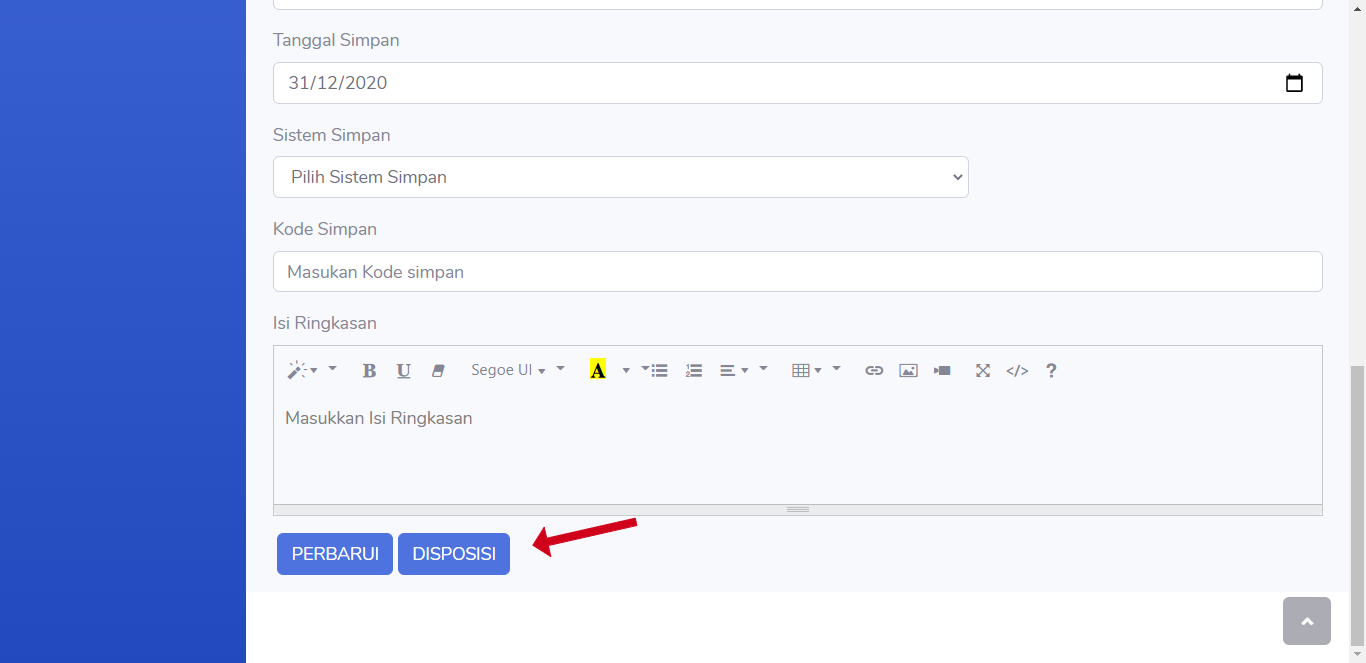 Tanggal Simpan
31/12/2020
Sistem Simpan
Pilih Sistem Simpan
Kode Simpan
Masukan Kode simpan
Isi Ringkasan
B U Segoe UI A </> ?
Masukkan Isi Ringkasan
PERBARUI DISPOSISI